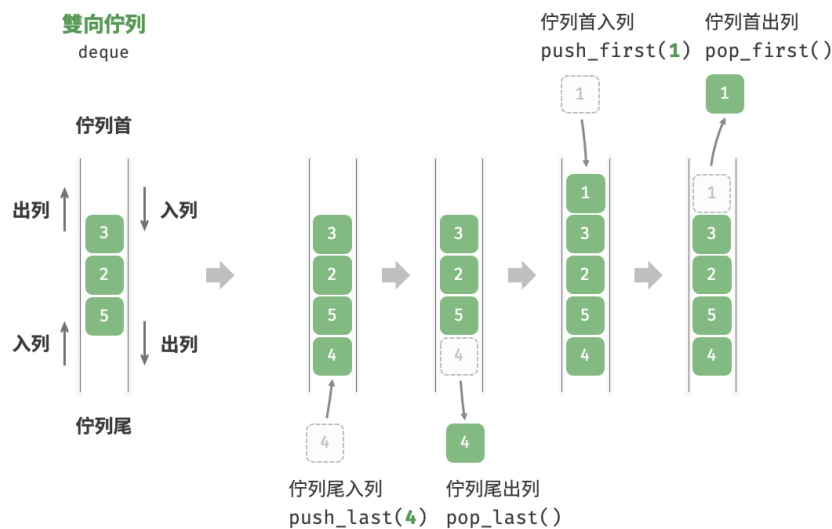 雙向佇列
deque
佇列首
出列
入列
3
2
5
入列
出列
佇列尾
3
2
5
4
4
佇列尾入列
push_last(4)
3
2
5
4
4
佇列尾出列
pop_last()
佇列首入列
push_first(1)
1
1
3
2
5
4
佇列首出列
pop_first()
1
1
3
2
5
4